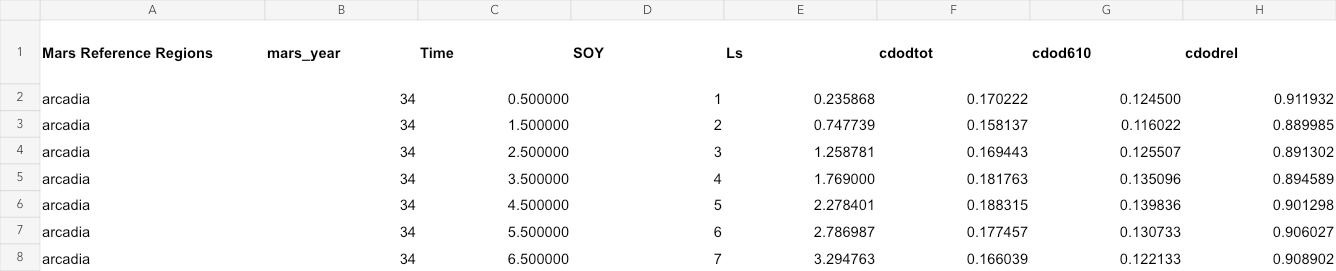 A B C D E F G H
1 Mars Reference Regions mars_year Time SOY Ls cdodtot cdod610 cdodrel
2 arcadia 34 0.500000 1 0.235868 0.170222 0.124500 0.911932
3 arcadia 34 1.500000 2 0.747739 0.158137 0.116022 0.889985
4 arcadia 34 2.500000 3 1.258781 0.169443 0.125507 0.891302
5 arcadia 34 3.500000 4 1.769000 0.181763 0.135096 0.894589
6 arcadia 34 4.500000 5 2.278401 0.188315 0.139836 0.901298
7 arcadia 34 5.500000 6 2.786987 0.177457 0.130733 0.906027
8 arcadia 34 6.500000 7 3.294763 0.166039 0.122133 0.908902